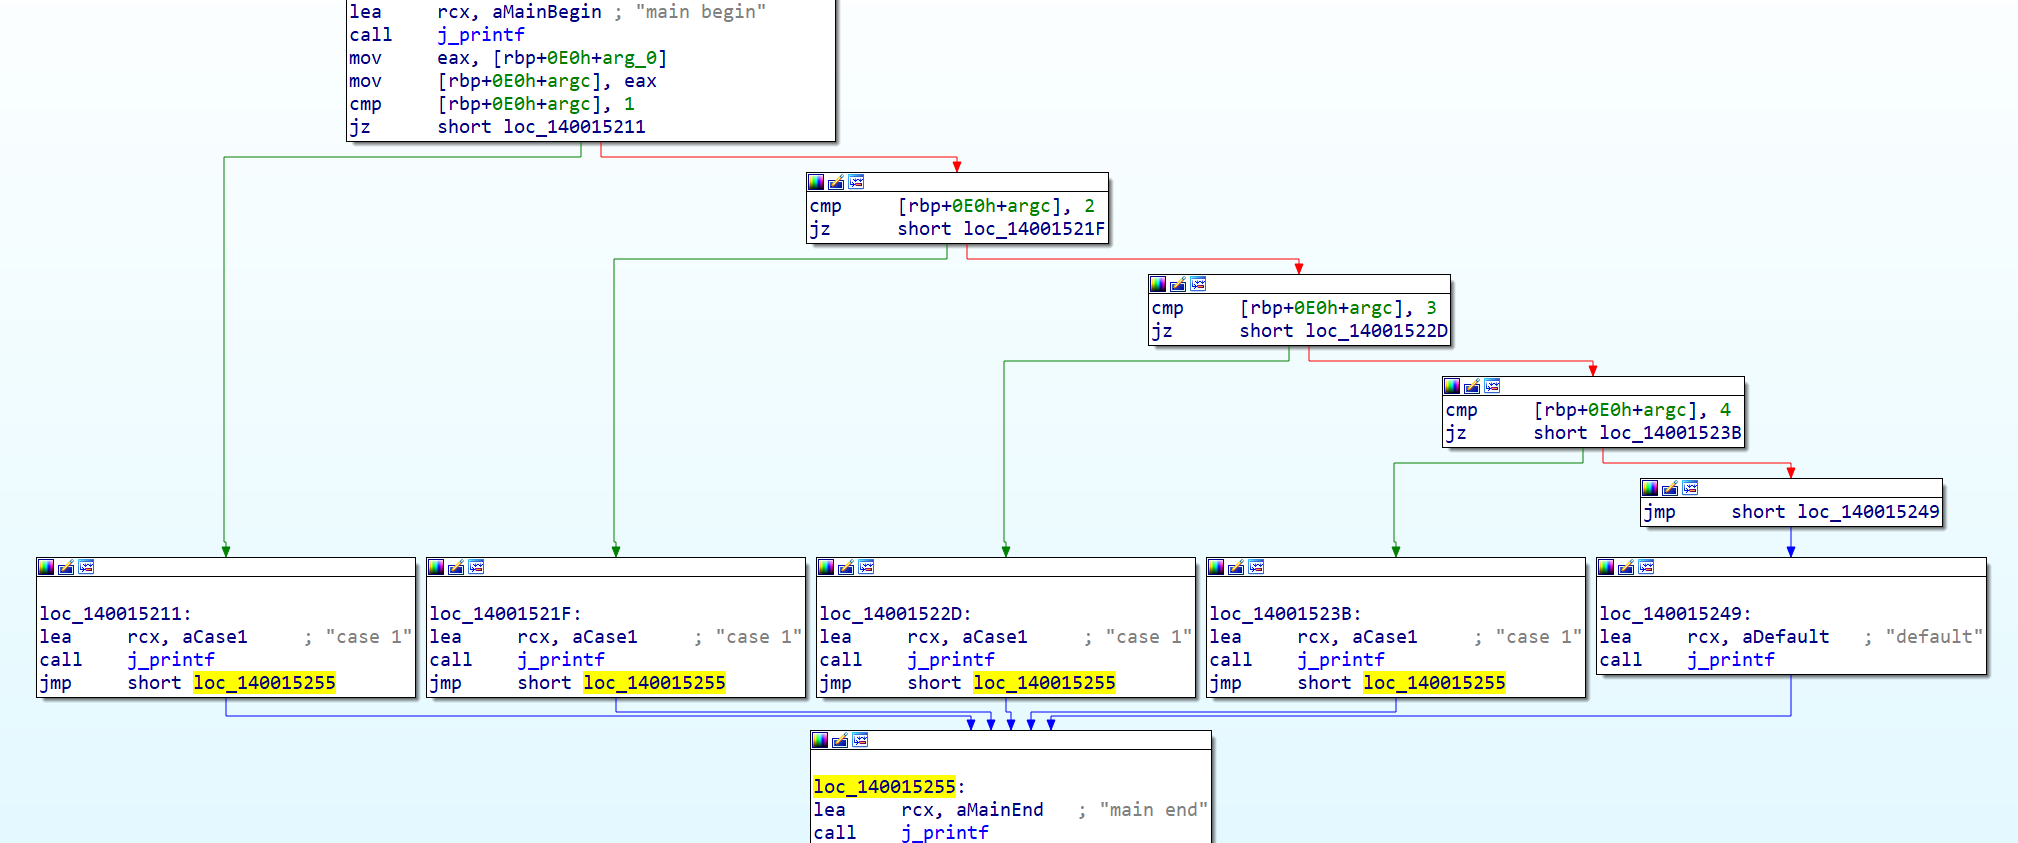 lea rcx, aMainBegin ; "main begin"
call j_printf
mov eax, [rbp+0E0h+arg_0]
mov [rbp+0E0h+argc], eax
cmp [rbp+0E0h+argc], 1
jz short loc_140015211
cmp [rbp+0E0h+argc], 2
jz short loc_14001521F
cmp [rbp+0E0h+argc], 3
jz short loc_14001522D
cmp [rbp+0E0h+argc], 4
jz short loc_14001523B
jmp short loc_140015249
loc_140015211:
lea rcx, aCase1 ; "case 1"
call j_printf
jmp short loc_140015255
loc_14001521F:
lea rcx, aCase1 ; "case 1"
call j_printf
jmp short loc_140015255
loc_14001522D:
lea rcx, aCase1 ; "case 1"
call j_printf
jmp short loc_140015255
loc_14001523B:
lea rcx, aCase1 ; "case 1"
call j_printf
jmp short loc_140015255
loc_140015249:
lea rcx, aDefault ; "default"
call j_printf
loc_140015255:
lea rcx, aMainEnd ; "main end"
call j_printf